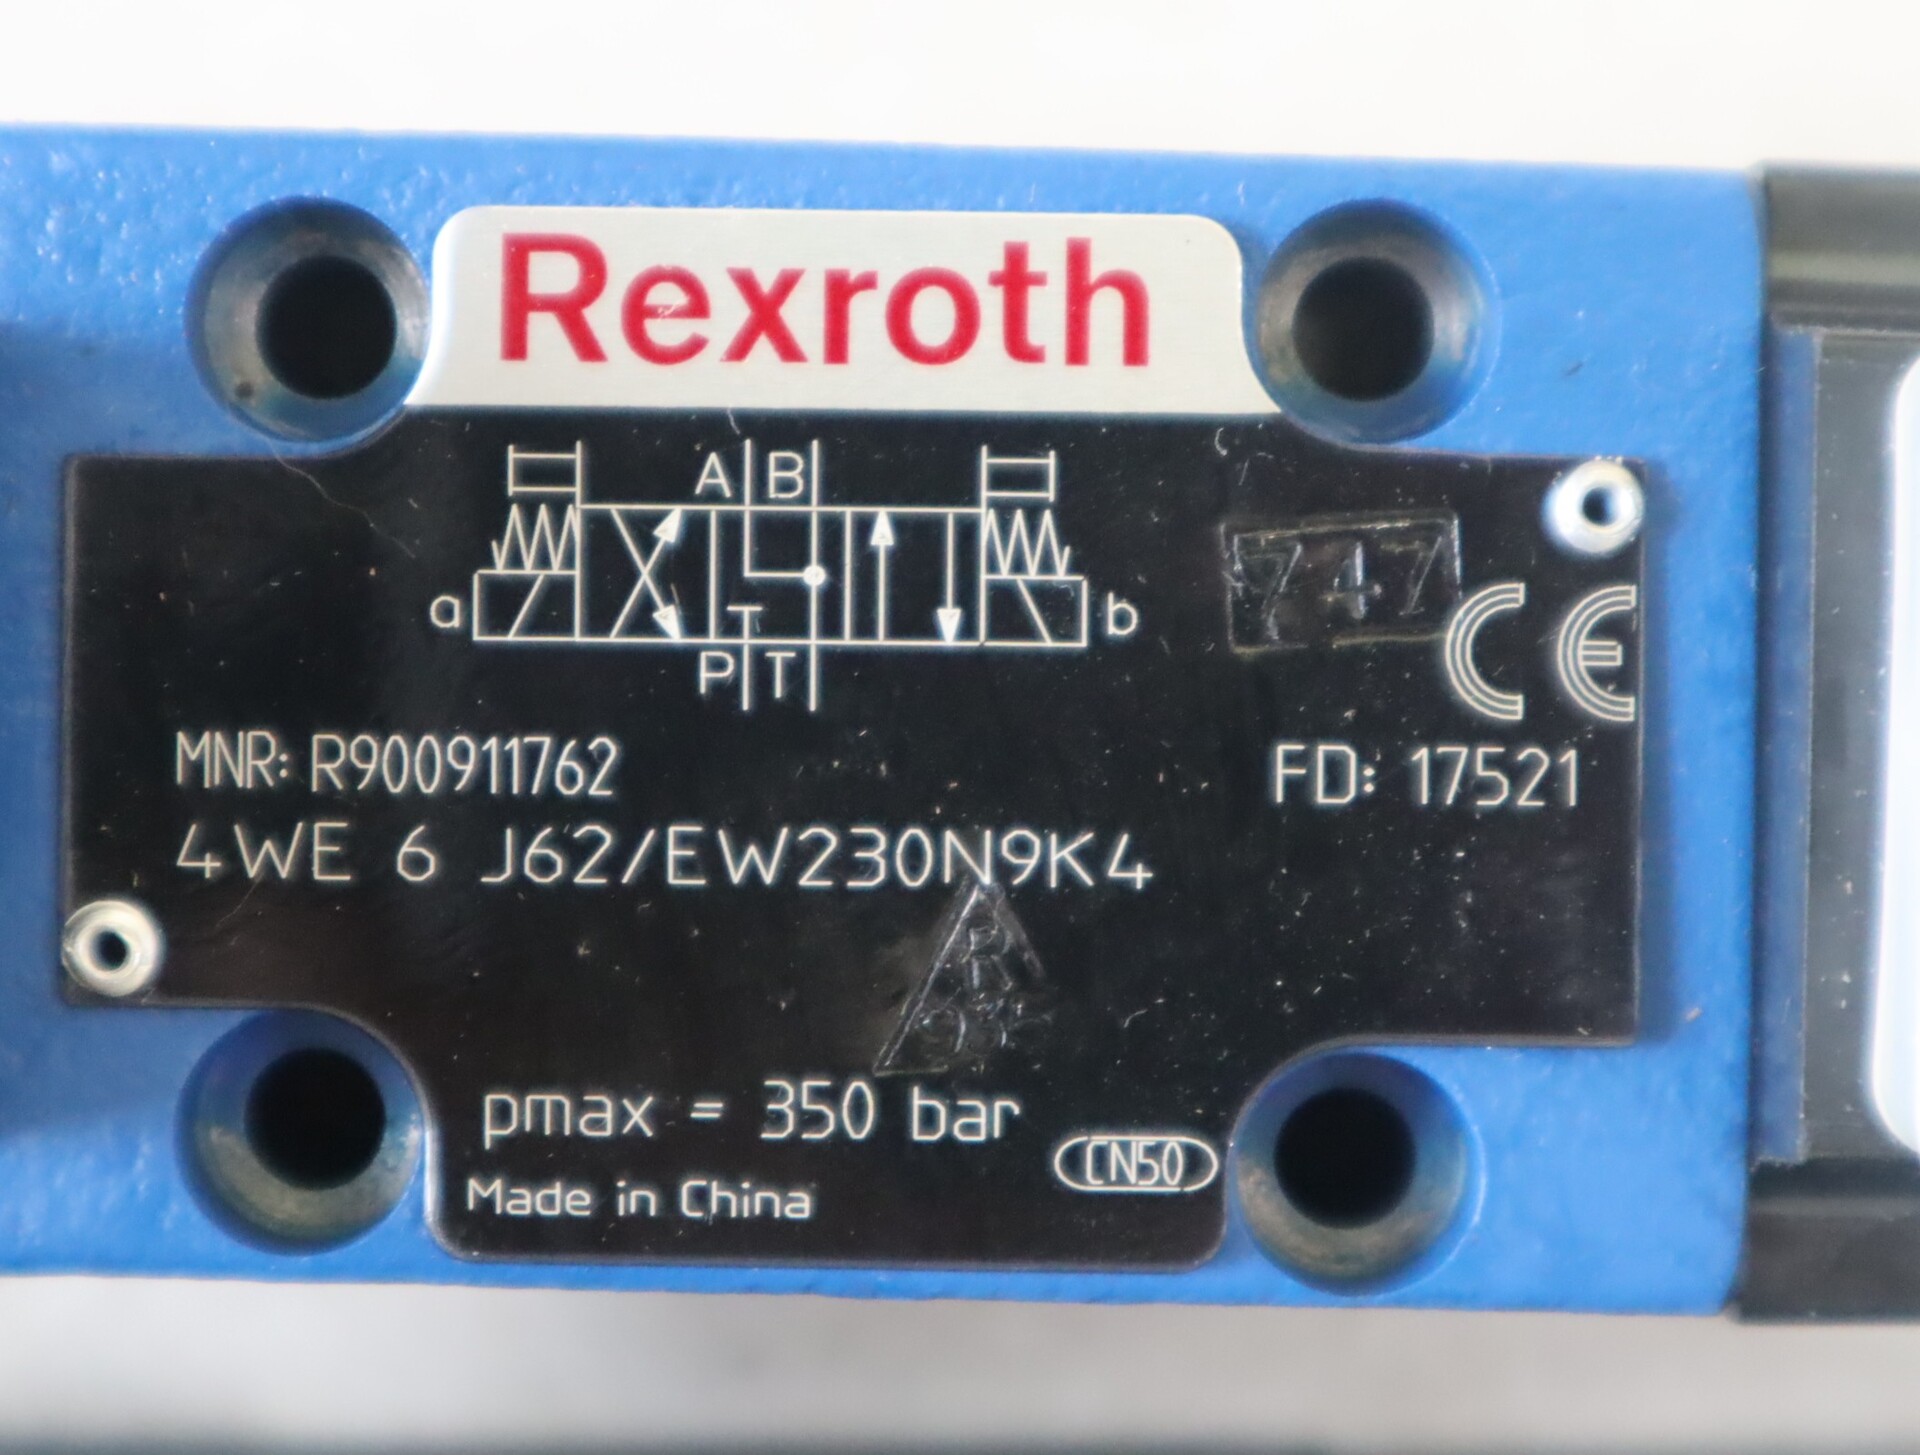 Rexroth
A B
a b
T
P T
747
CE
MNR: R900911762
FD: 17521
4WE 6 J62/EW230N9K4
R
pmax = 350 bar
CN50
Made in China